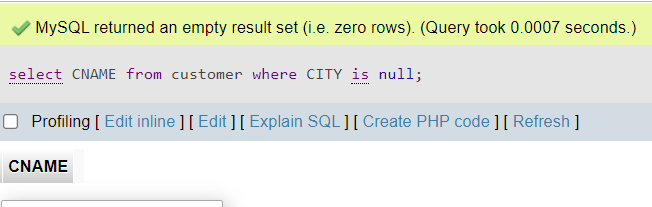 MySQL returned an empty result set (i.e. zero rows). (Query took 0.0007 seconds.)
select CNAME from customer where CITY is null;
Profiling [ Edit inline ] [ Edit ] [ Explain SQL ] [ Create PHP code ] [ Refresh ]
CNAME